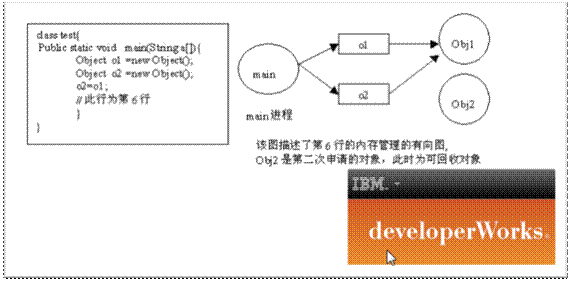 class test{
Public static void main(String a[]){
Object o1 =new Object();
Object o2 =new Object();
o2=o1;
// 此行为第 6 行
}
}
main
o1
o2
Obj1
Obj2
main 进程
该图描述了第 6 行的内存管理的有向图,
Obj2 是第二次申请的对象，此时为可回收对象
IBM.
developerWorks.